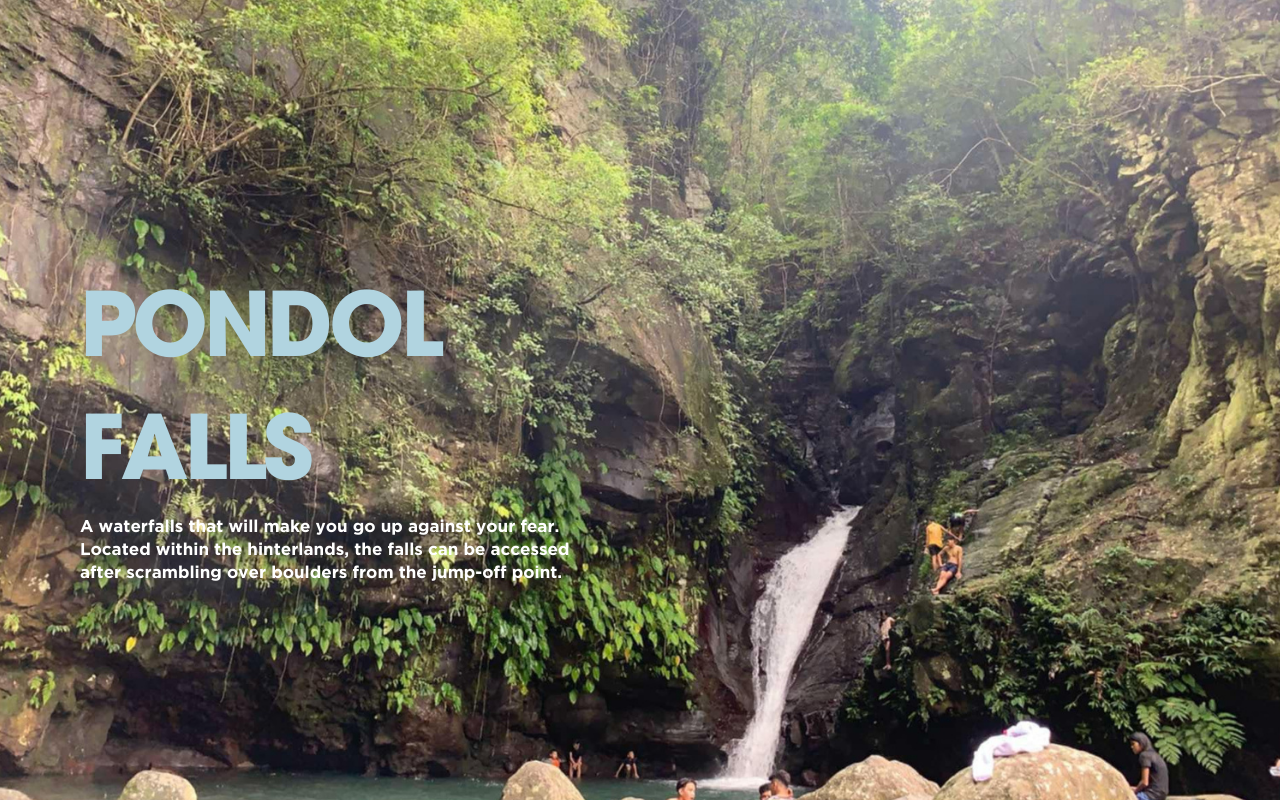 PONDOL
FALLS
A waterfalls that will make you go up against your fear.
Located within the hinterlands, the falls can be accessed
after scrambling over boulders from the jump-off point.